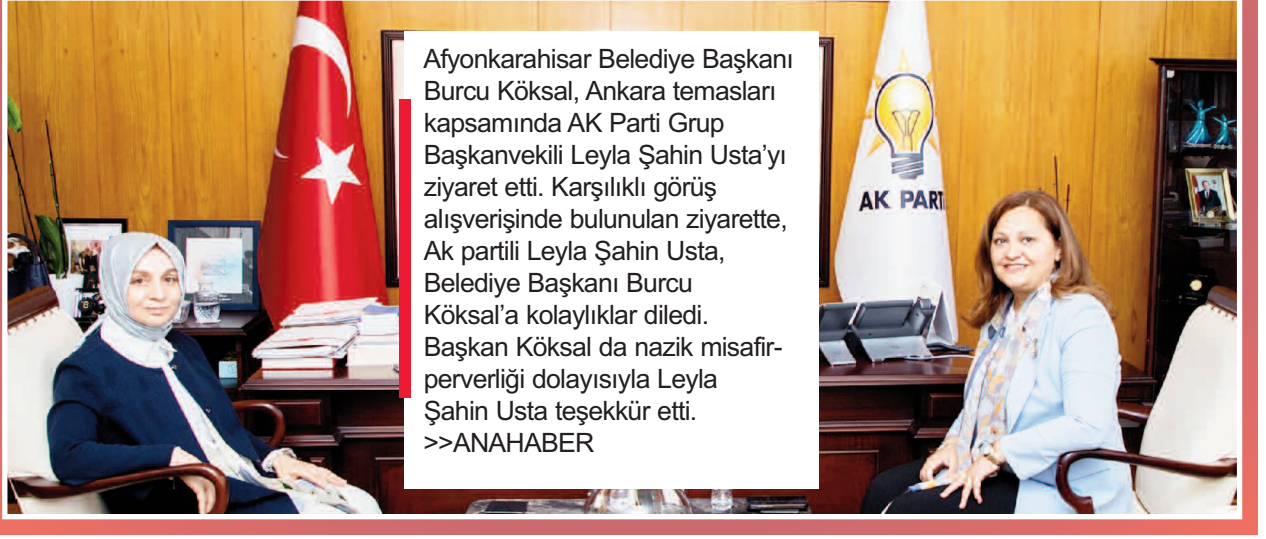 Afyonkarahisar Belediye Başkanı
Burcu Köksal, Ankara temasları
kapsamında AK Parti Grup
Başkanvekili Leyla Şahin Usta'yı
ziyaret etti. Karşılıklı görüş
alışverişinde bulunulan ziyarette,
Ak partili Leyla Şahin Usta,
Belediye Başkanı Burcu
Köksal'a kolaylıklar diledi.
Başkan Köksal da nazik misafir-
perverliği dolayısıyla Leyla
Şahin Usta teşekkür etti.
>>ANAHABER
AK PARTİ